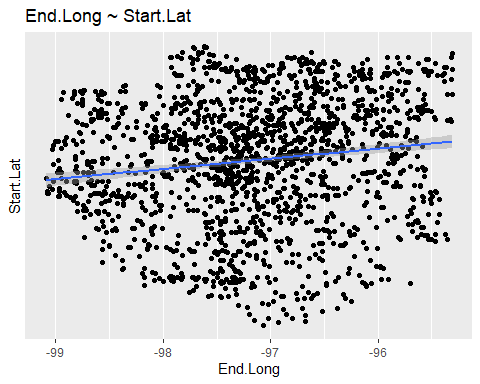 End.Long ~ Start.Lat
Start.Lat
-99 -98 -97 -96
End.Long